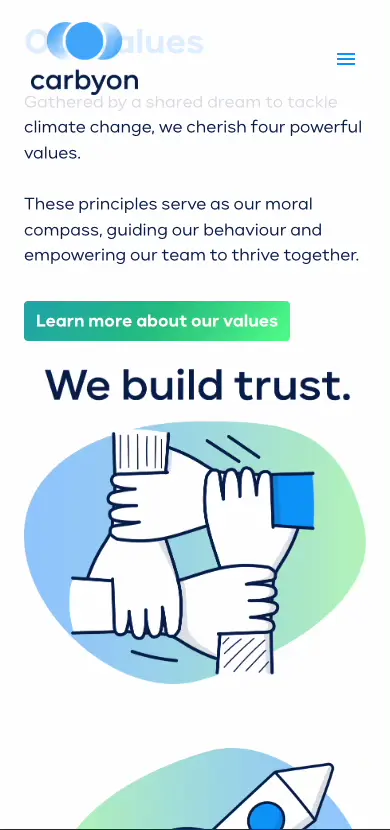 Our values
carbyon
Gathered by a shared dream to tackle
climate change, we cherish four powerful
values.
These principles serve as our moral
compass, guiding our behaviour and
empowering our team to thrive together.
Learn more about our values
We build trust.